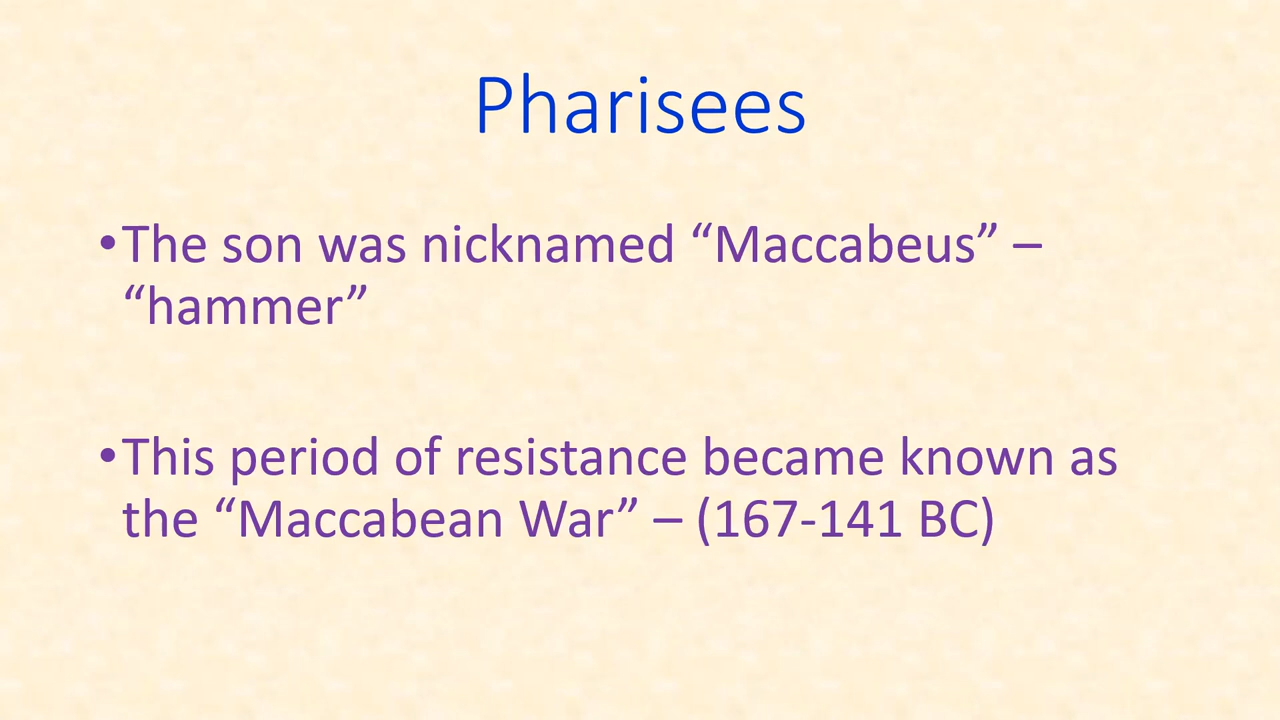 Pharisees
•The son was nicknamed “Maccabeus” –
“hammer”
•This period of resistance became known as
the “Maccabean War” – (167-141 BC)